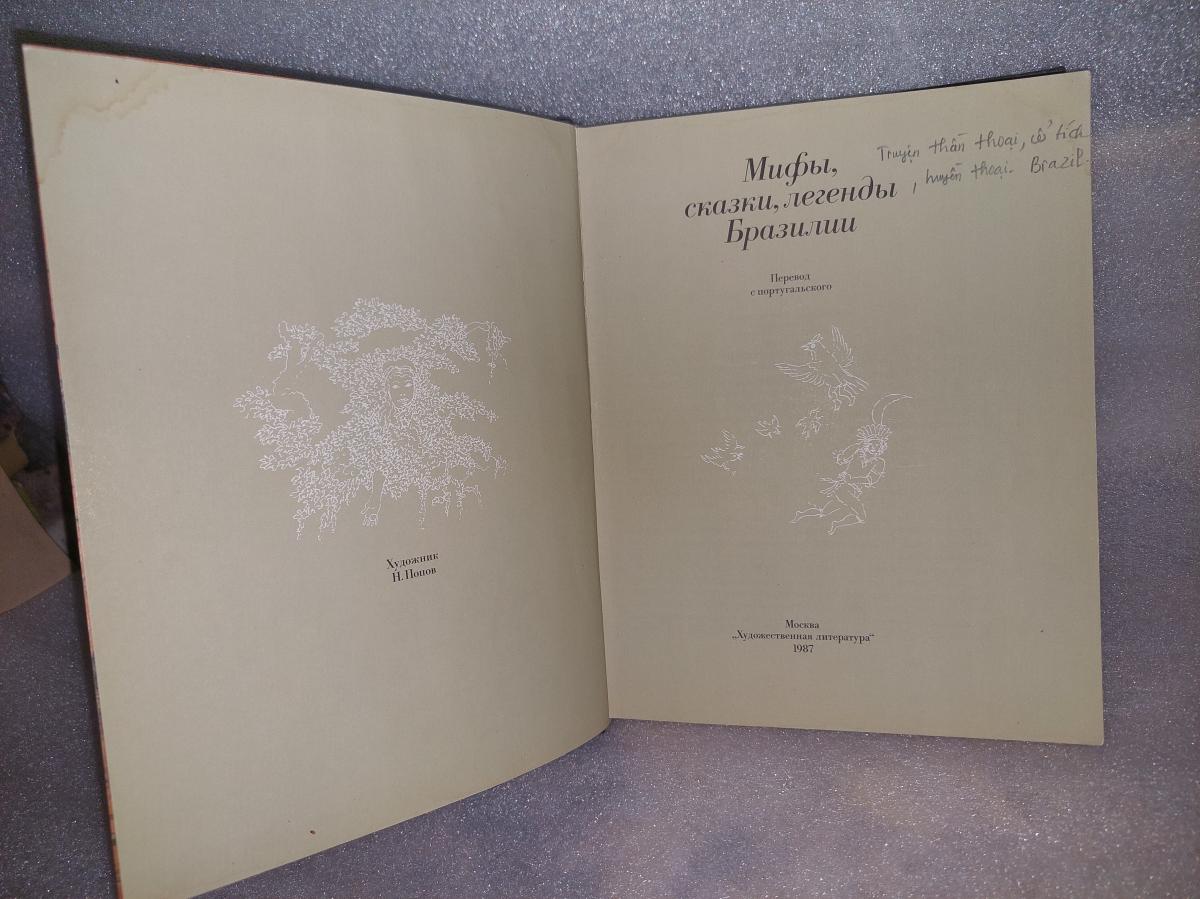 Художник
Н. Попов
Мифы,
сказки, легенды
Бразилии
Truyện thần thoại, cổ tích
, huyền thoại. Brazil.
Перевод
с португальского
Москва
„Художественная литература“
1987